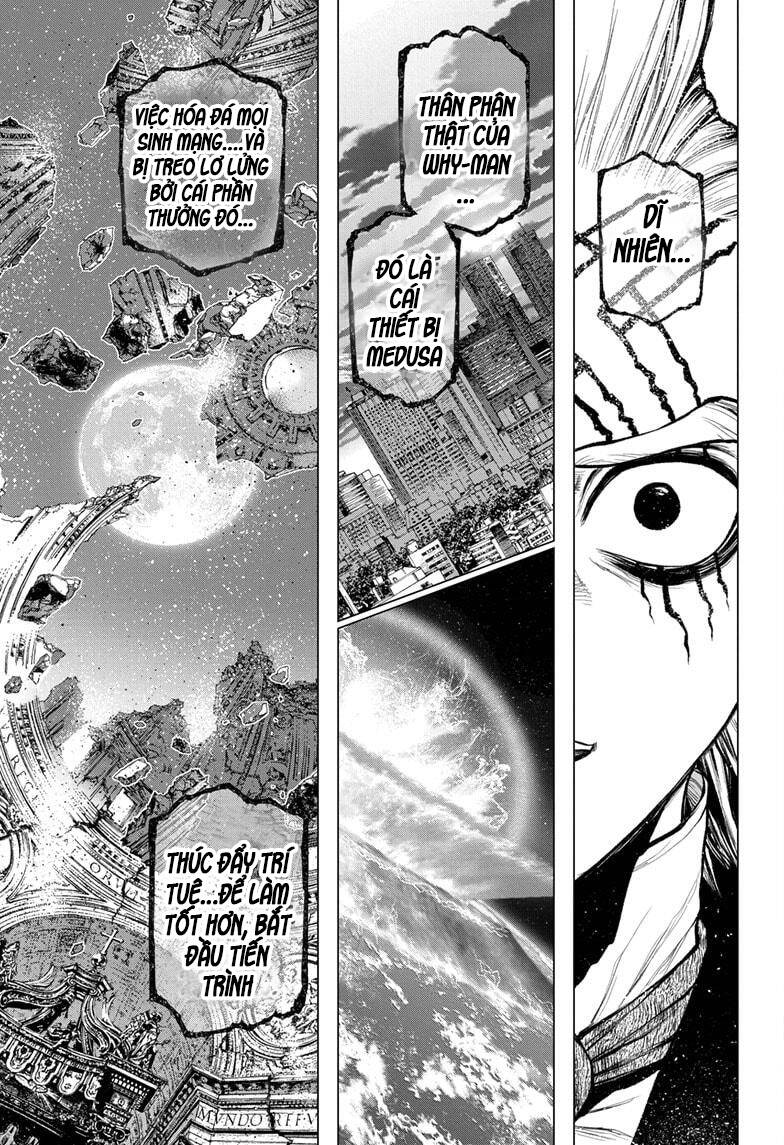 DĨ
NHIÊN...
THÂN PHẬN
THẬT CỦA
WHY-MAN
...
ĐÓ LÀ
CÁI
THIẾT BỊ
MEDUSA
VIỆC HÓA ĐÁ MỌI
SINH MẠNG....VÀ
BỊ TREO LƠ LỬNG
BỞI CÁI PHẦN
THƯỞNG ĐÓ...
THÚC ĐẨY TRÍ
TUỆ...ĐỂ LÀM
TỐT HƠN, BẮT
ĐẦU TIẾN
TRÌNH